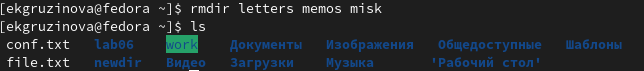 [ekgruzinova@fedora ~]$ rmdir letters memos misk
[ekgruzinova@fedora ~]$ ls
conf.txt lab06 work Документы Изображения Общедоступные Шаблоны
file.txt newdir Видео Загрузки Музыка 'Рабочий стол'